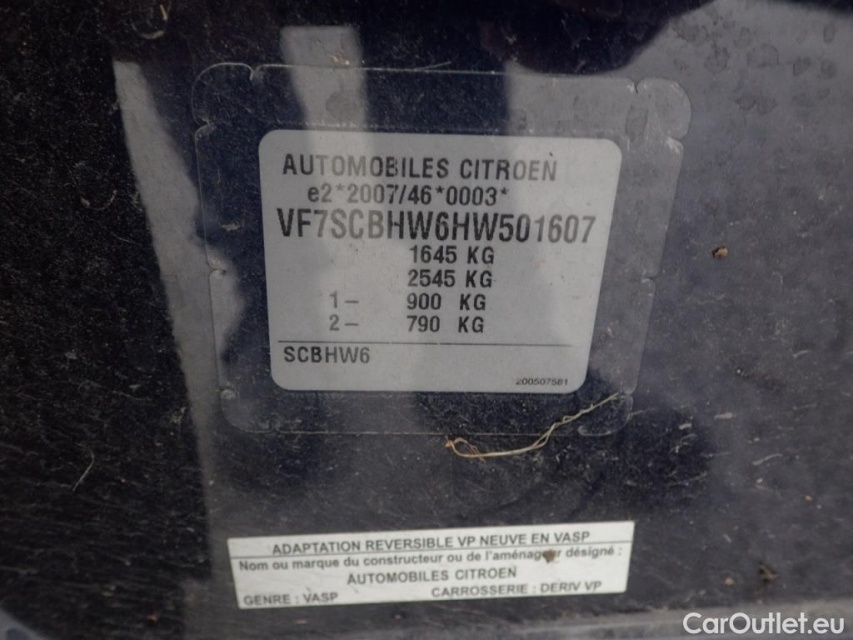 AUTOMOBILES CITROEN
e2*2007/46*0003*
VF7SCBHW6HW501607
1645 KG
2545 KG
1- 900 KG
2- 790 KG
SCBHW6
200507581
ADAPTATION REVERSIBLE VP NEUVE EN VASP
Nom ou marque du constructeur ou de l'aménageur désigné :
AUTOMOBILES CITROEN
GENRE : VASP CARROSSERIE : DERIV VP
CarOutlet.eu